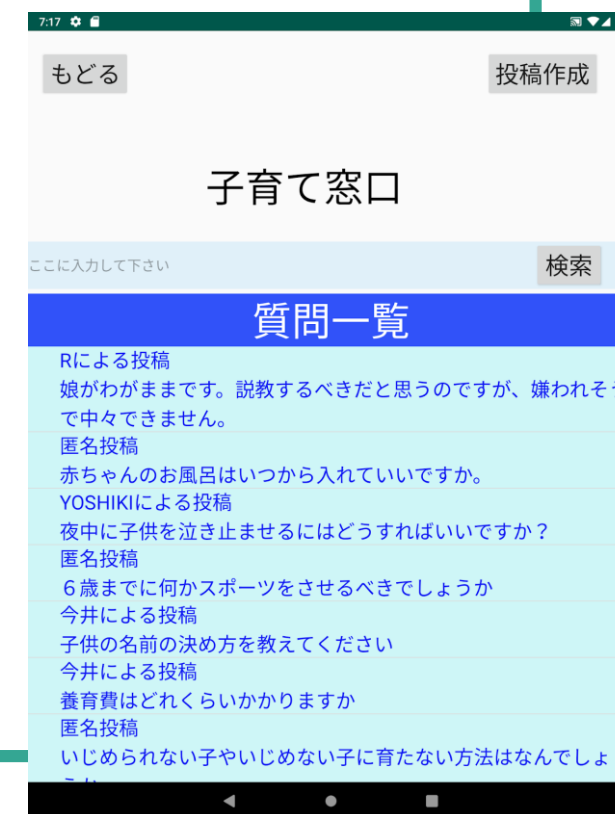 7:17
もどる
投稿作成
子育て窓口
ここに入力して下さい
検索
質問一覧
Rによる投稿
娘がわがままです。説教するべきだと思うのですが、嫌われそう
で中々できません。
匿名投稿
赤ちゃんのお風呂はいつから入れていいですか。
YOSHIKIによる投稿
夜中に子供を泣き止ませるにはどうすればいいですか？
匿名投稿
６歳までに何かスポーツをさせるべきでしょうか
今井による投稿
子供の名前の決め方を教えてください
今井による投稿
養育費はどれくらいかかりますか
匿名投稿
いじめられない子やいじめない子に育たない方法はなんでしょ